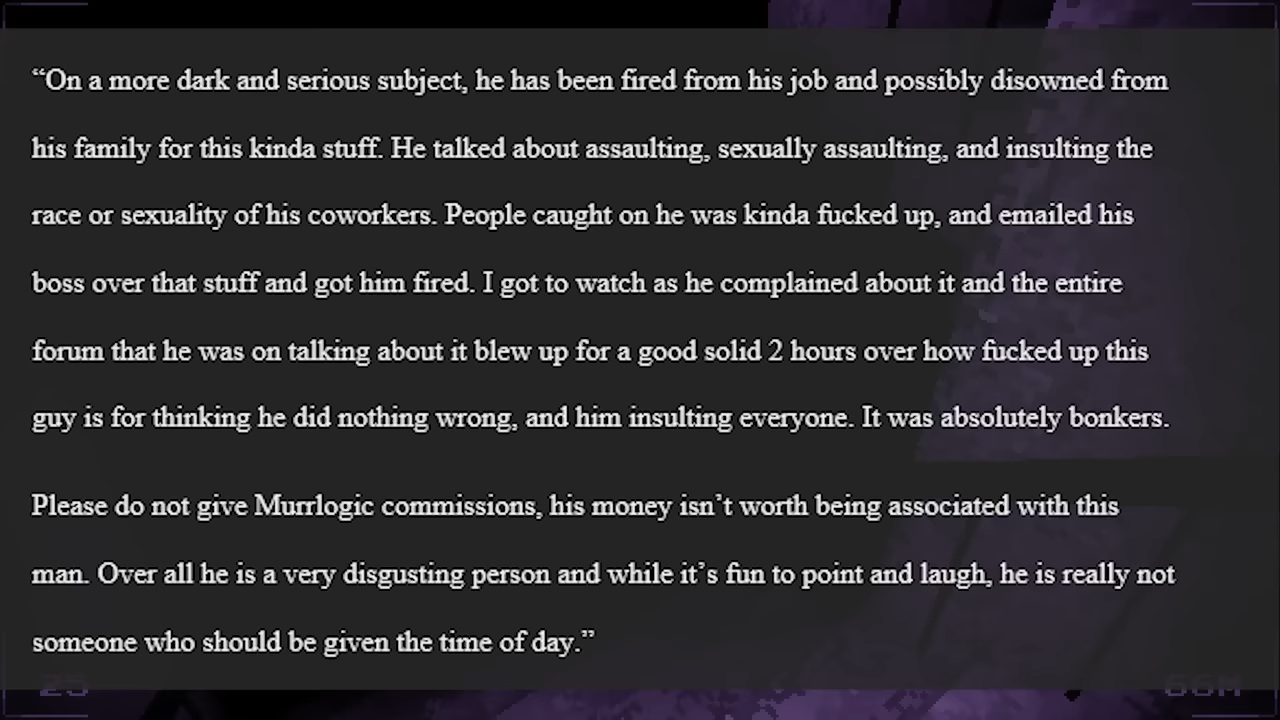 “On a more dark and serious subject, he has been fired from his job and possibly disowned from
his family for this kinda stuff. He talked about assaulting, sexually assaulting, and insulting the
race or sexuality of his coworkers. People caught on he was kinda fucked up, and emailed his
boss over that stuff and got him fired. I got to watch as he complained about it and the entire
forum that he was on talking about it blew up for a good solid 2 hours over how fucked up this
guy is for thinking he did nothing wrong, and him insulting everyone. It was absolutely bonkers.
Please do not give Murrlogic commissions, his money isn’t worth being associated with this
man. Over all he is a very disgusting person and while it’s fun to point and laugh, he is really not
someone who should be given the time of day.”
25
66M